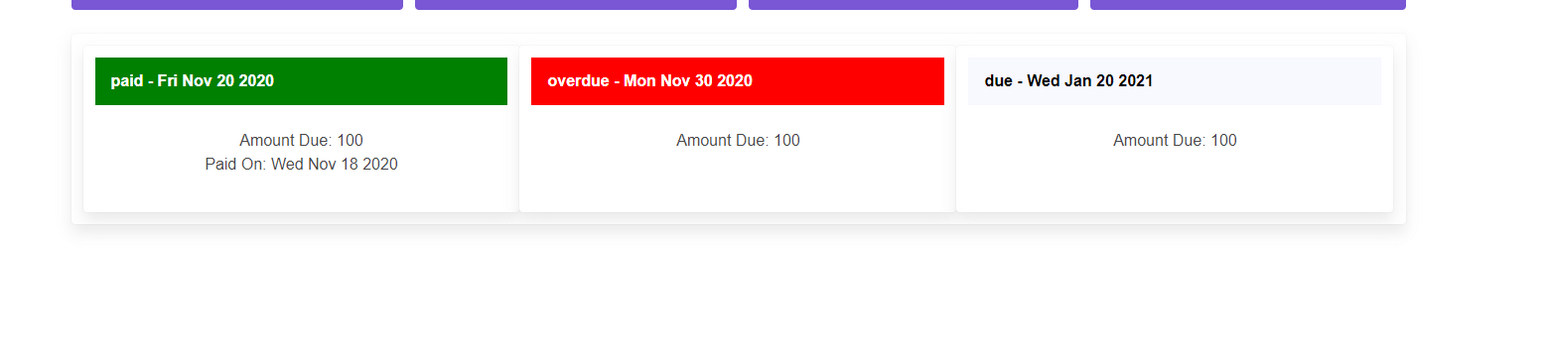 paid - Fri Nov 20 2020
Amount Due: 100
Paid On: Wed Nov 18 2020
overdue - Mon Nov 30 2020
Amount Due: 100
due - Wed Jan 20 2021
Amount Due: 100